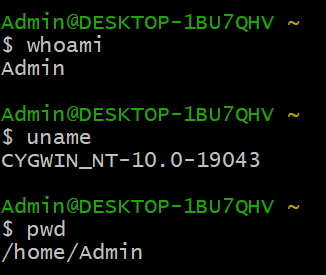 Admin@DESKTOP-1BU7QHV ~
$ whoami
Admin
Admin@DESKTOP-1BU7QHV ~
$ uname
CYGWIN_NT-10.0-19043
Admin@DESKTOP-1BU7QHV ~
$ pwd
/home/Admin